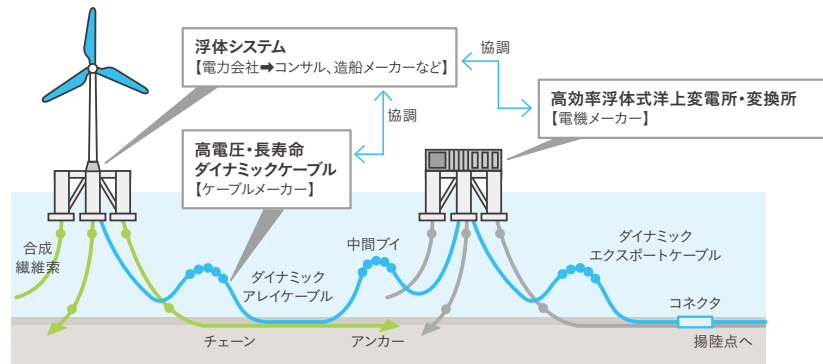 浮体システム
【電力会社➡コンサル、造船メーカーなど】
協調
高効率浮体式洋上変電所・変換所
【電機メーカー】
協調
高電圧・長寿命
ダイナミックケーブル
【ケーブルメーカー】
合成
繊維索
ダイナミック
アレイケーブル
中間ブイ
ダイナミック
エクスポートケーブル
コネクタ
チェーン
アンカー
揚陸点へ